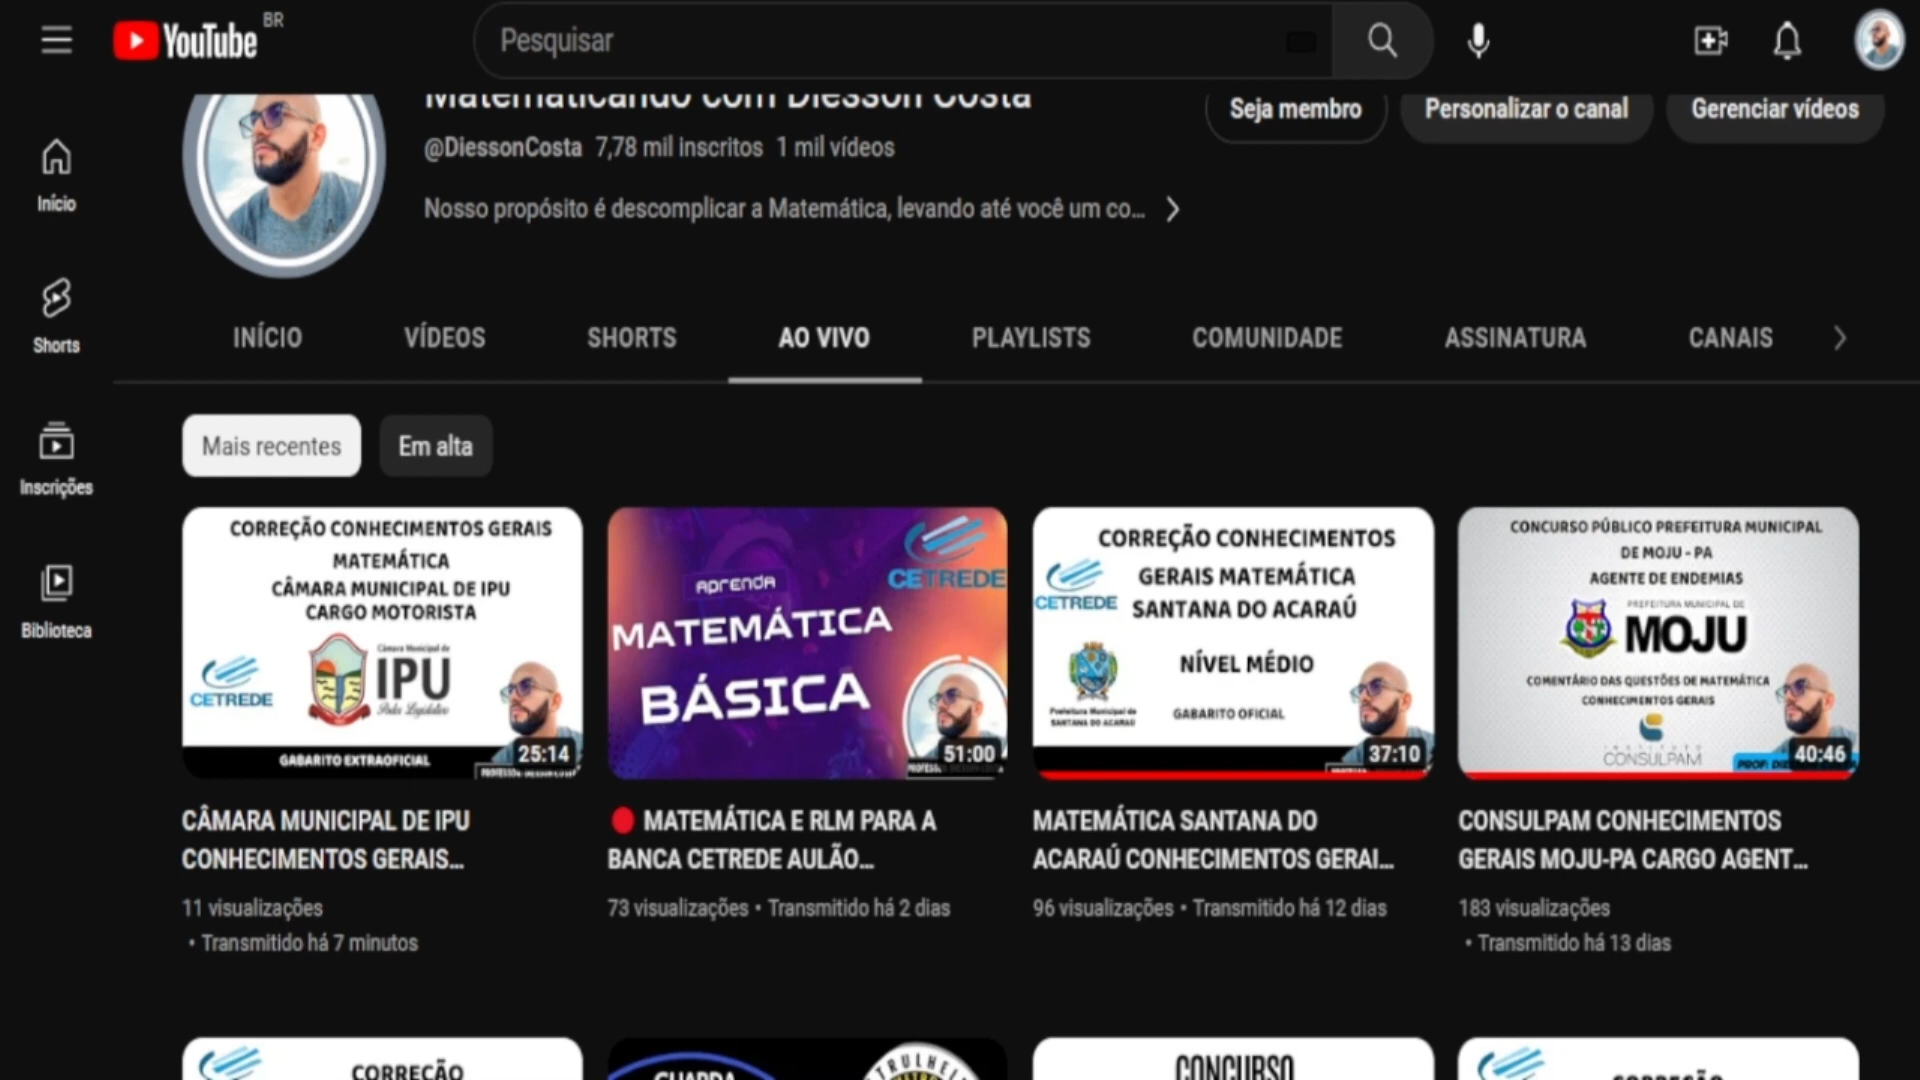 YouTube BR
Pesquisar
Matematicando com Diesson Costa
@DiessonCosta 7,78 mil inscritos 1 mil vídeos
Nosso propósito é descomplicar a Matemática, levando até você um co...
Seja membro
Personalizar o canal
Gerenciar vídeos
Início
Shorts
Inscrições
Biblioteca
INÍCIO
VÍDEOS
SHORTS
AO VIVO
PLAYLISTS
COMUNIDADE
ASSINATURA
CANAIS
Mais recentes
Em alta
CORREÇÃO CONHECIMENTOS GERAIS
MATEMÁTICA
CÂMARA MUNICIPAL DE IPU
CARGO MOTORISTA
CETREDE
Câmara Municipal de
IPU
Poder Legislativo
GABARITO EXTRAOFICIAL
25:14
CÂMARA MUNICIPAL DE IPU
CONHECIMENTOS GERAIS...
11 visualizações
• Transmitido há 7 minutos
CETREDE
APRENDA
MATEMÁTICA
BÁSICA
51:00
MATEMÁTICA E RLM PARA A
BANCA CETREDE AULÃO...
73 visualizações • Transmitido há 2 dias
CORREÇÃO CONHECIMENTOS
GERAIS MATEMÁTICA
SANTANA DO ACARAÚ
CETREDE
NÍVEL MÉDIO
Prefeitura Municipal de
SANTANA DO ACARAÚ
GABARITO OFICIAL
37:10
MATEMÁTICA SANTANA DO
ACARAÚ CONHECIMENTOS GERAI...
96 visualizações • Transmitido há 12 dias
CONCURSO PÚBLICO PREFEITURA MUNICIPAL
DE MOJU - PA
AGENTE DE ENDEMIAS
PREFEITURA MUNICIPAL DE
MOJU
COMENTÁRIO DAS QUESTÕES DE MATEMÁTICA
CONHECIMENTOS GERAIS
CONSULPAM
PROF:
40:46
CONSULPAM CONHECIMENTOS
GERAIS MOJU-PA CARGO AGENT...
183 visualizações
• Transmitido há 13 dias
CORREÇÃO
GUARDA
CONCURSO
CORREÇÃO